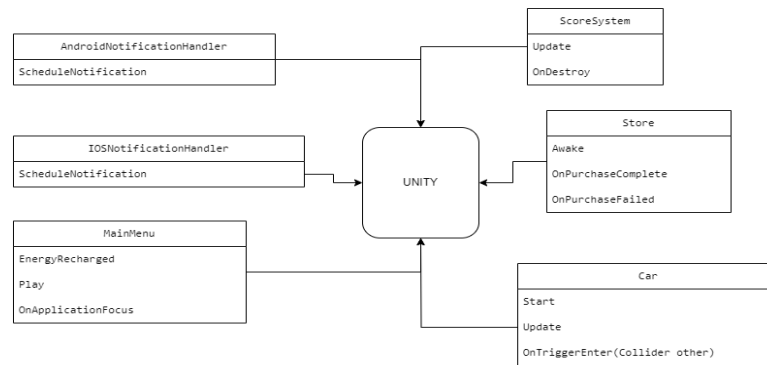 ScoreSystem
Update
OnDestroy
AndroidNotificationHandler
ScheduleNotification
IOSNotificationHandler
ScheduleNotification
UNITY
Store
Awake
OnPurchaseComplete
OnPurchaseFailed
MainMenu
EnergyRecharged
Play
OnApplicationFocus
Car
Start
Update
OnTriggerEnter(Collider other)